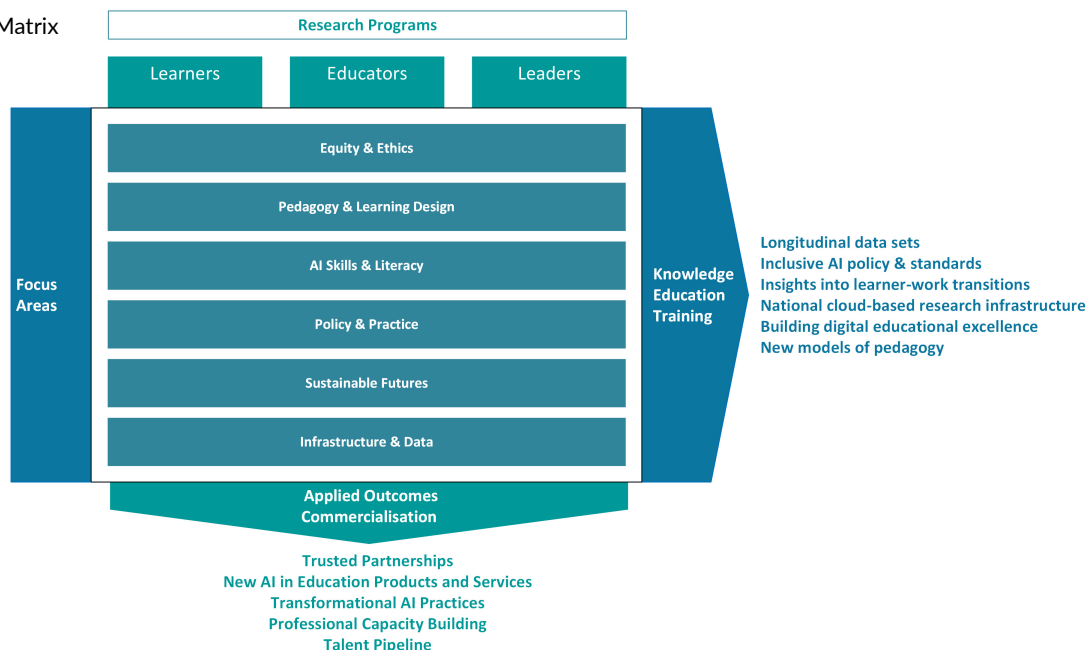 Matrix
Research Programs
Learners
Educators
Leaders
Equity & Ethics
Pedagogy & Learning Design
AI Skills & Literacy
Policy & Practice
Sustainable Futures
Infrastructure & Data
Focus
Areas
Knowledge
Education
Training
Longitudinal data sets
Inclusive AI policy & standards
Insights into learner-work transitions
National cloud-based research infrastructure
Building digital educational excellence
New models of pedagogy
Applied Outcomes
Commercialisation
Trusted Partnerships
New AI in Education Products and Services
Transformational AI Practices
Professional Capacity Building
Talent Pipeline